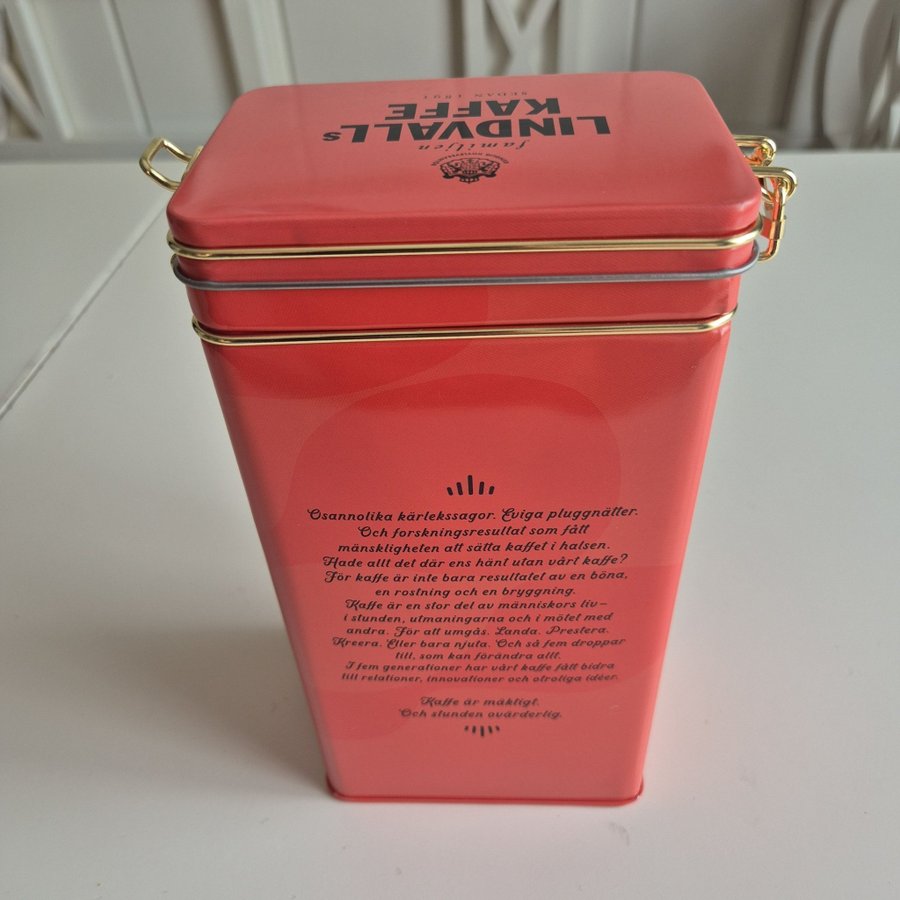 familjen
LINDVALLS
KAFFE
SEDAN 1891
Osannolika kärlekssagor. Eviga pluggnätter.
Och forskningsresultat som fått
mänskligheten att sätta kaffet i halsen.
Hade allt det där ens hänt utan vårt kaffe?
För kaffe är inte bara resultatet av en böna,
en rostning och en bryggning.
Kaffe är en stor del av människors liv –
i stunden, utmaningarna och i mötet med
andra. För att umgås. Landa. Prestera.
Kreera. Eller bara njuta. Och så fem droppar
till, som kan förändra allt.
I fem generationer har vårt kaffe fått bidra
till relationer, innovationer och otroliga idéer.
Kaffe är mäktigt.
Och stunden ovärderlig.